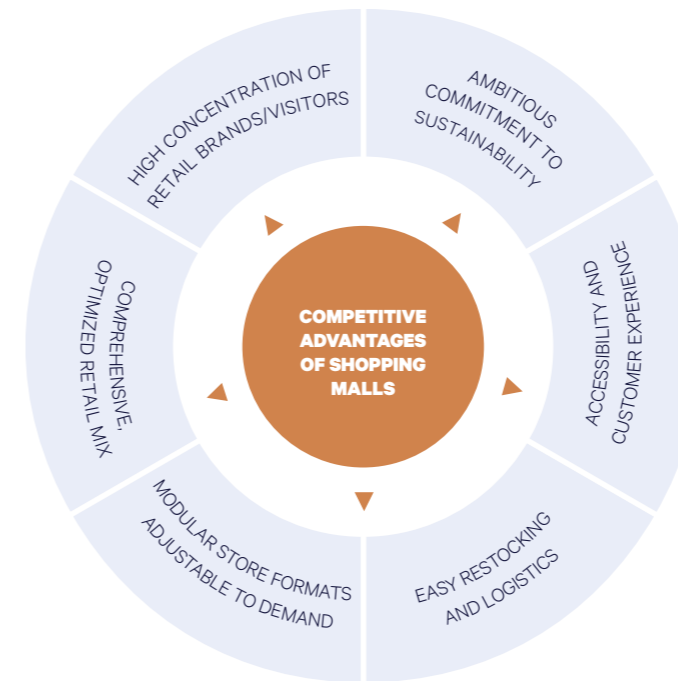 HIGH CONCENTRATION OF
RETAIL BRANDS/VISITORS
AMBITIOUS
COMMITMENT TO
SUSTAINABILITY
ACCESSIBILITY AND
CUSTOMER EXPERIENCE
EASY RESTOCKING
AND LOGISTICS
MODULAR STORE FORMATS
ADJUSTABLE TO DEMAND
COMPREHENSIVE,
OPTIMIZED RETAIL MIX
COMPETITIVE
ADVANTAGES
OF SHOPPING
MALLS